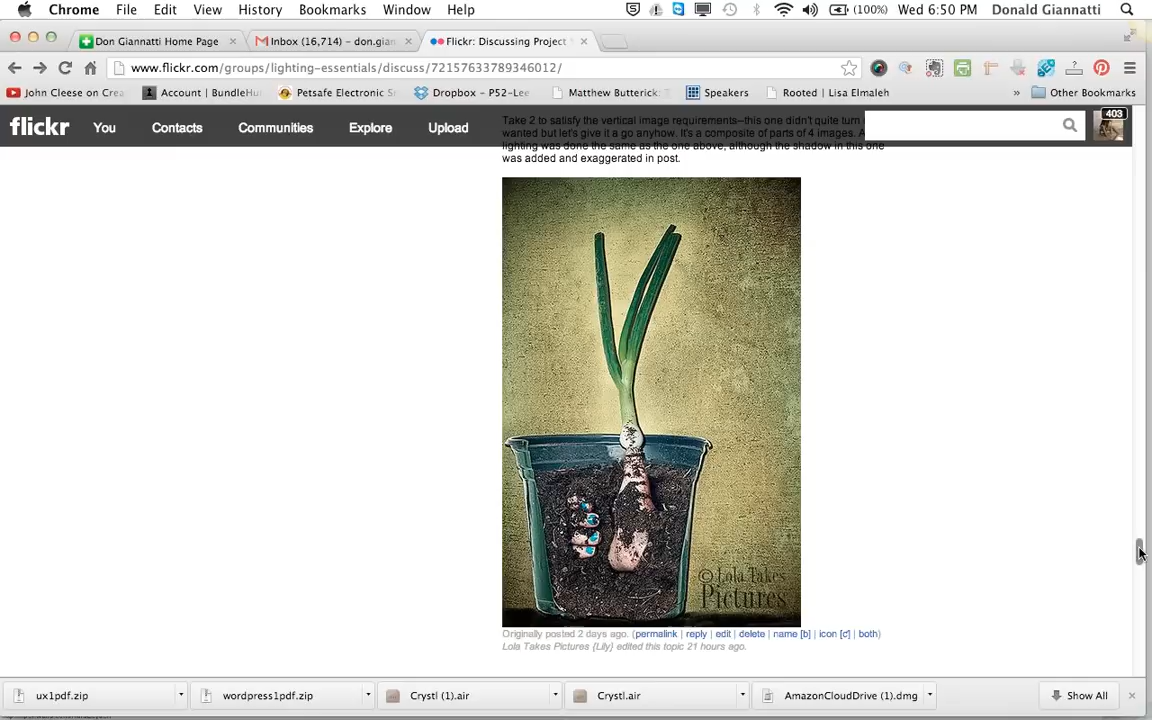 Chrome File Edit View History Bookmarks Window Help (100%) Wed 6:50 PM Donald Giannatti
Don Giannatti Home Page Inbox (16,714) – don.gian Flickr: Discussing Project
www.flickr.com/groups/lighting-essentials/discuss/72157633789346012/
John Cleese on Crea Account | BundleHu Petsafe Electronic S Dropbox – P52-Lee Matthew Butterick: Speakers Rooted | Lisa Elmaleh » Other Bookmarks
flickr You Contacts Communities Explore Upload 403
Take 2 to satisfy the vertical image requirements--this one didn't quite turn
wanted but let's give it a go anyhow. It's a composite of parts of 4 images. A
lighting was done the same as the one above, although the shadow in this one
was added and exaggerated in post.
© Lola Takes
Pictures
Originally posted 2 days ago. (permalink | reply | edit | delete | name [b] | icon [c] | both)
Lola Takes Pictures {Lily} edited this topic 21 hours ago.
ux1pdf.zip wordpress1pdf.zip Crystl (1).air Crystl.air AmazonCloudDrive (1).dmg Show All